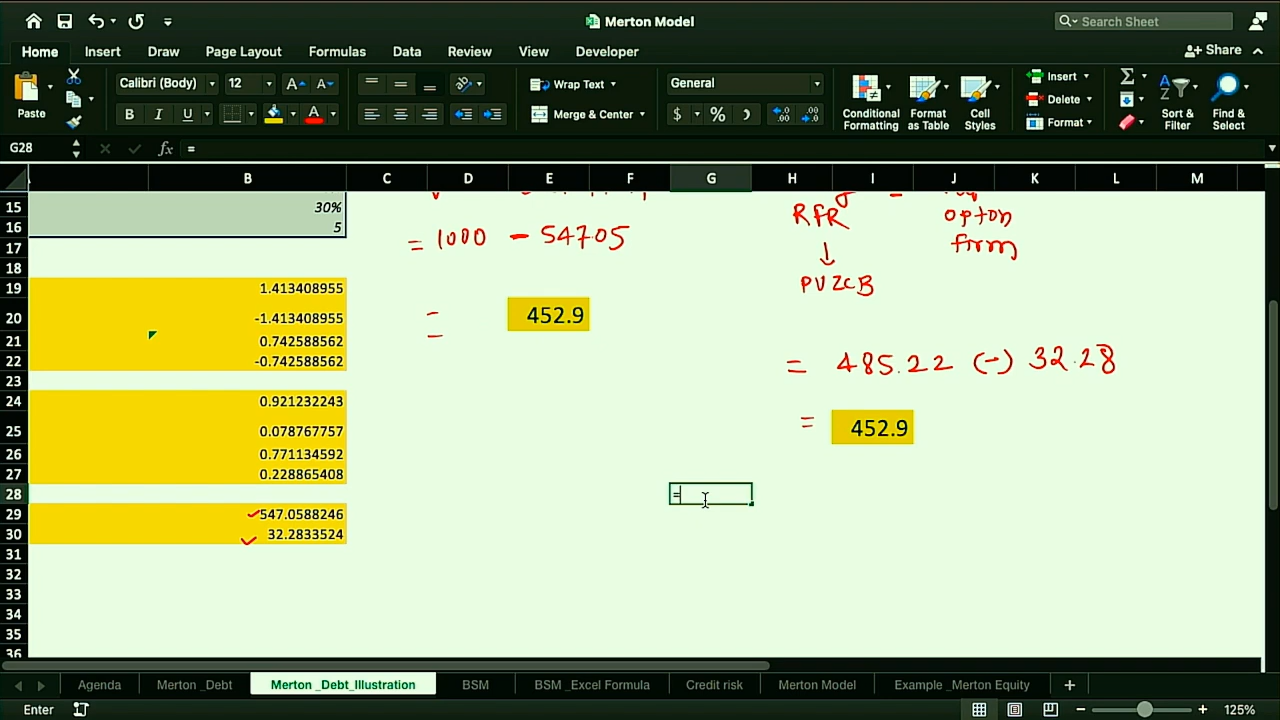 Merton Model
Search Sheet
Home Insert Draw Page Layout Formulas Data Review View Developer
Share
Calibri (Body) 12
Wrap Text
General
Insert
Delete
Format
Paste
B I U
Merge & Center
$ %
Conditional Formatting
Format as Table
Cell Styles
Sort & Filter
Find & Select
G28 fx =
B C D E F G H I J K L M
15 30%
16 5
RFR
opton
firm
17 = 1000 - 547.05
18
PVZCB
19 1.413408955
20 -1.413408955
= 452.9
21 0.742588562
=
22 -0.742588562
= 485.22 (-) 32.28
23
24 0.921232243
25 0.078767757
= 452.9
26 0.771134592
27 0.228865408
28 =
29 547.0588246
30 32.2833524
31
32
33
34
35
36
Agenda Merton _Debt Merton _Debt_Illustration BSM BSM _Excel Formula Credit risk Merton Model Example _Merton Equity +
Enter
125%